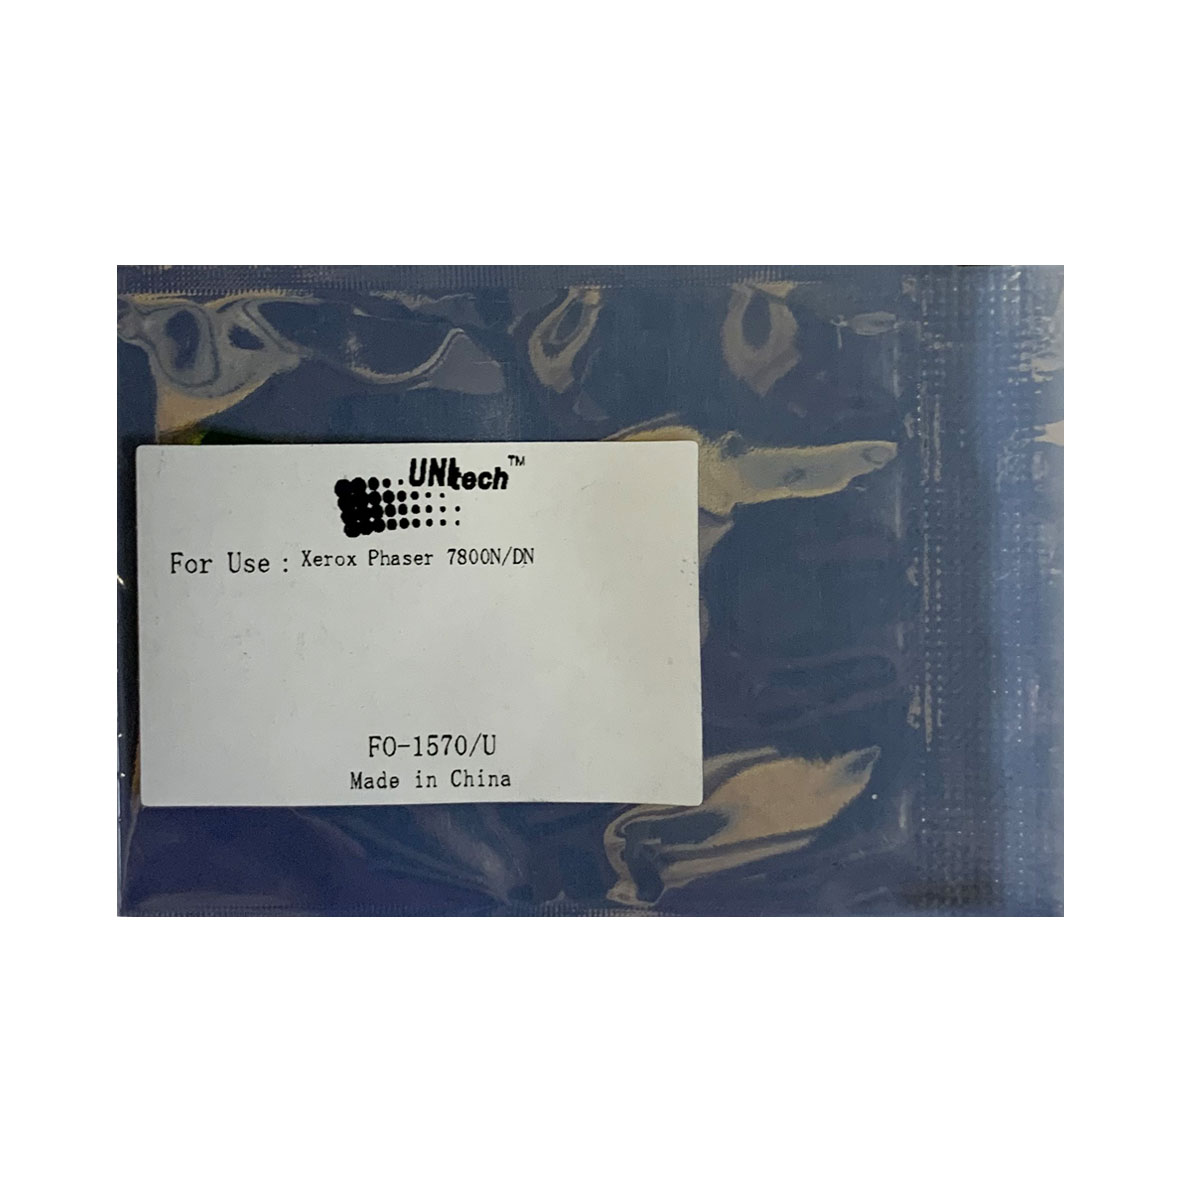 UNItech™
For Use : Xerox Phaser 7800N/DN
FO-1570/U
Made in China